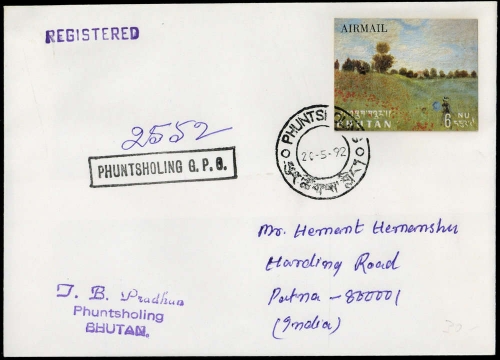 REGISTERED
AIRMAIL
BHUTAN
6 NU
2552
PHUNTSHOLING G. P. O.
PHUNTSHOLING
20-5-92
Mr. Hemant Hemanshu
Harding Road
Patna - 800001
(India)
T. B. Pradhan
Phuntsholing
BHUTAN.